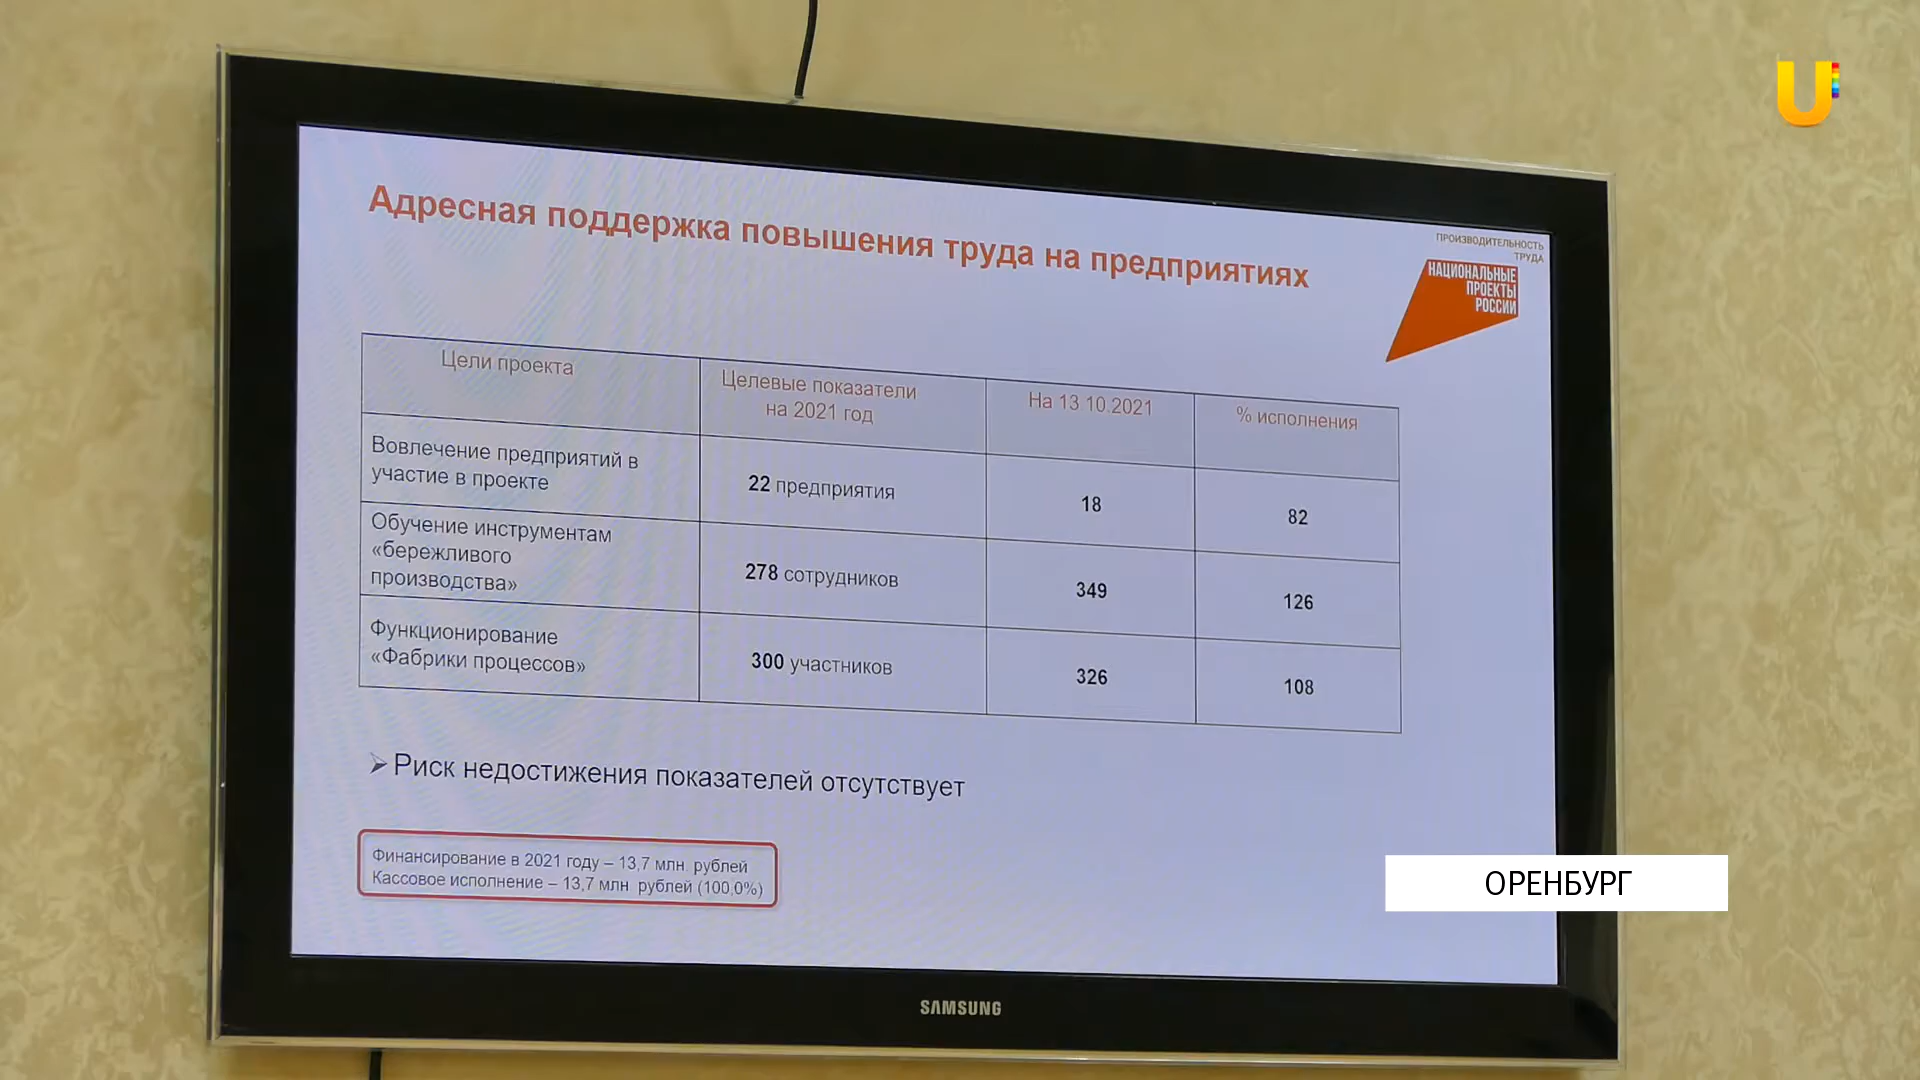 U
Адресная поддержка повышения труда на предприятиях
ПРОИЗВОДИТЕЛЬНОСТЬ
ТРУДА
НАЦИОНАЛЬНЫЕ
ПРОЕКТЫ
РОССИИ
Цели проекта
Целевые показатели
на 2021 год
На 13 10.2021
% исполнения
Вовлечение предприятий в
участие в проекте
22 предприятия
18
82
Обучение инструментам
«бережливого
производства»
278 сотрудников
349
126
Функционирование
«Фабрики процессов»
300 участников
326
108
Риск недостижения показателей отсутствует
Финансирование в 2021 году – 13,7 млн. рублей
Кассовое исполнение – 13,7 млн рублей (100,0%)
ОРЕНБУРГ
SAMSUNG